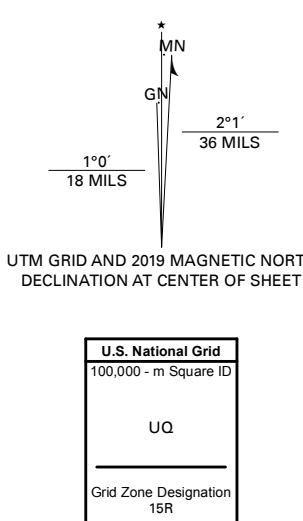 ★
MN
GN
2°1´
36 MILS
1°0´
18 MILS
UTM GRID AND 2019 MAGNETIC NORT
DECLINATION AT CENTER OF SHEET
U.S. National Grid
100,000 - m Square ID
UQ
Grid Zone Designation
15R